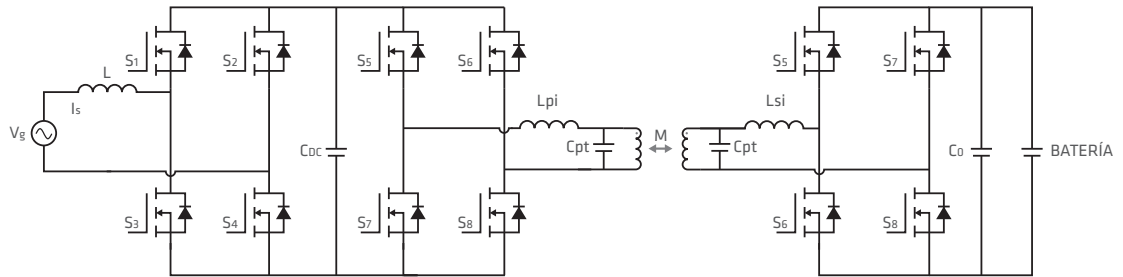 S1
S2
S5
S6
S5
S7
L
Is
Vg
Lpi
Lsi
CDC
Cpt
M
Cpt
C0
BATERÍA
S3
S4
S7
S8
S6
S8